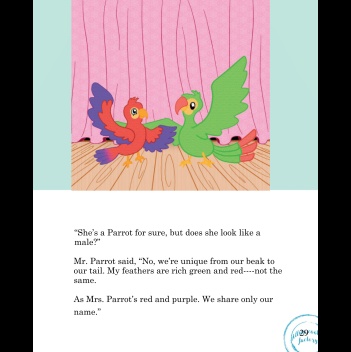 “She’s a Parrot for sure, but does she look like a
male?”
Mr. Parrot said, “No, we’re unique from our beak to
our tail. My feathers are rich green and red----not the
same.
As Mrs. Parrot’s red and purple. We share only our
name.”
29